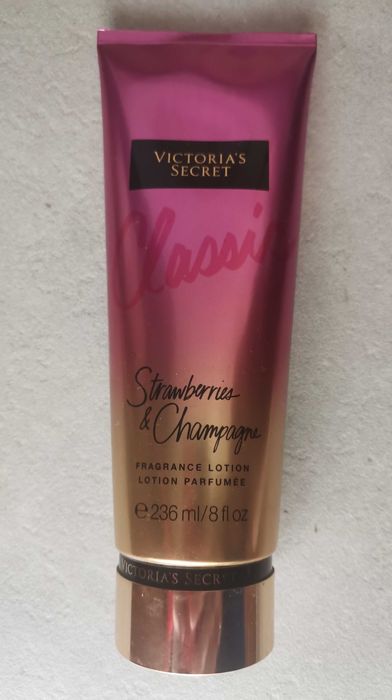 VICTORIA'S
SECRET
Classic
Strawberries
& Champagne
FRAGRANCE LOTION
LOTION PARFUMÉE
e 236 ml/8 fl oz
VICTORIA'S SECRET